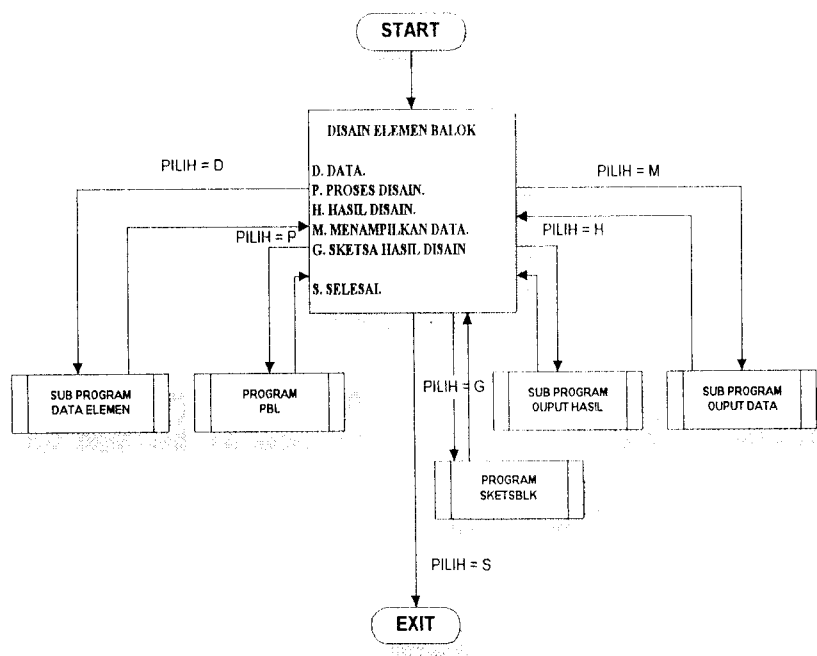 START
DISAIN ELEMEN BALOK
D. DATA.
P. PROSES DISAIN.
H. HASIL DISAIN.
M. MENAMPILKAN DATA.
G. SKETSA HASIL DISAIN
S. SELESAI.
PILIH = D
PILIH = M
PILIH = P
PILIH = H
SUB PROGRAM
DATA ELEMEN
PROGRAM
PBL
PILIH = G
SUB PROGRAM
OUPUT HASIL
SUB PROGRAM
OUPUT DATA
PROGRAM
SKETSBLK
PILIH = S
EXIT